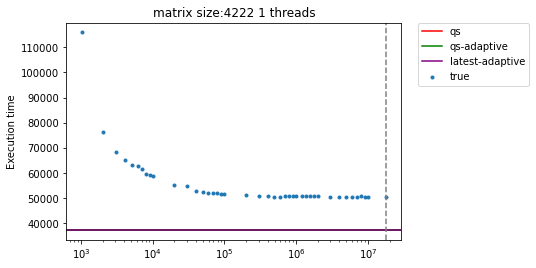 matrix size:4222 1 threads
qs
qs-adaptive
latest-adaptive
true
Execution time
110000
100000
90000
80000
70000
60000
50000
40000
10³ 10⁴ 10⁵ 10⁶ 10⁷